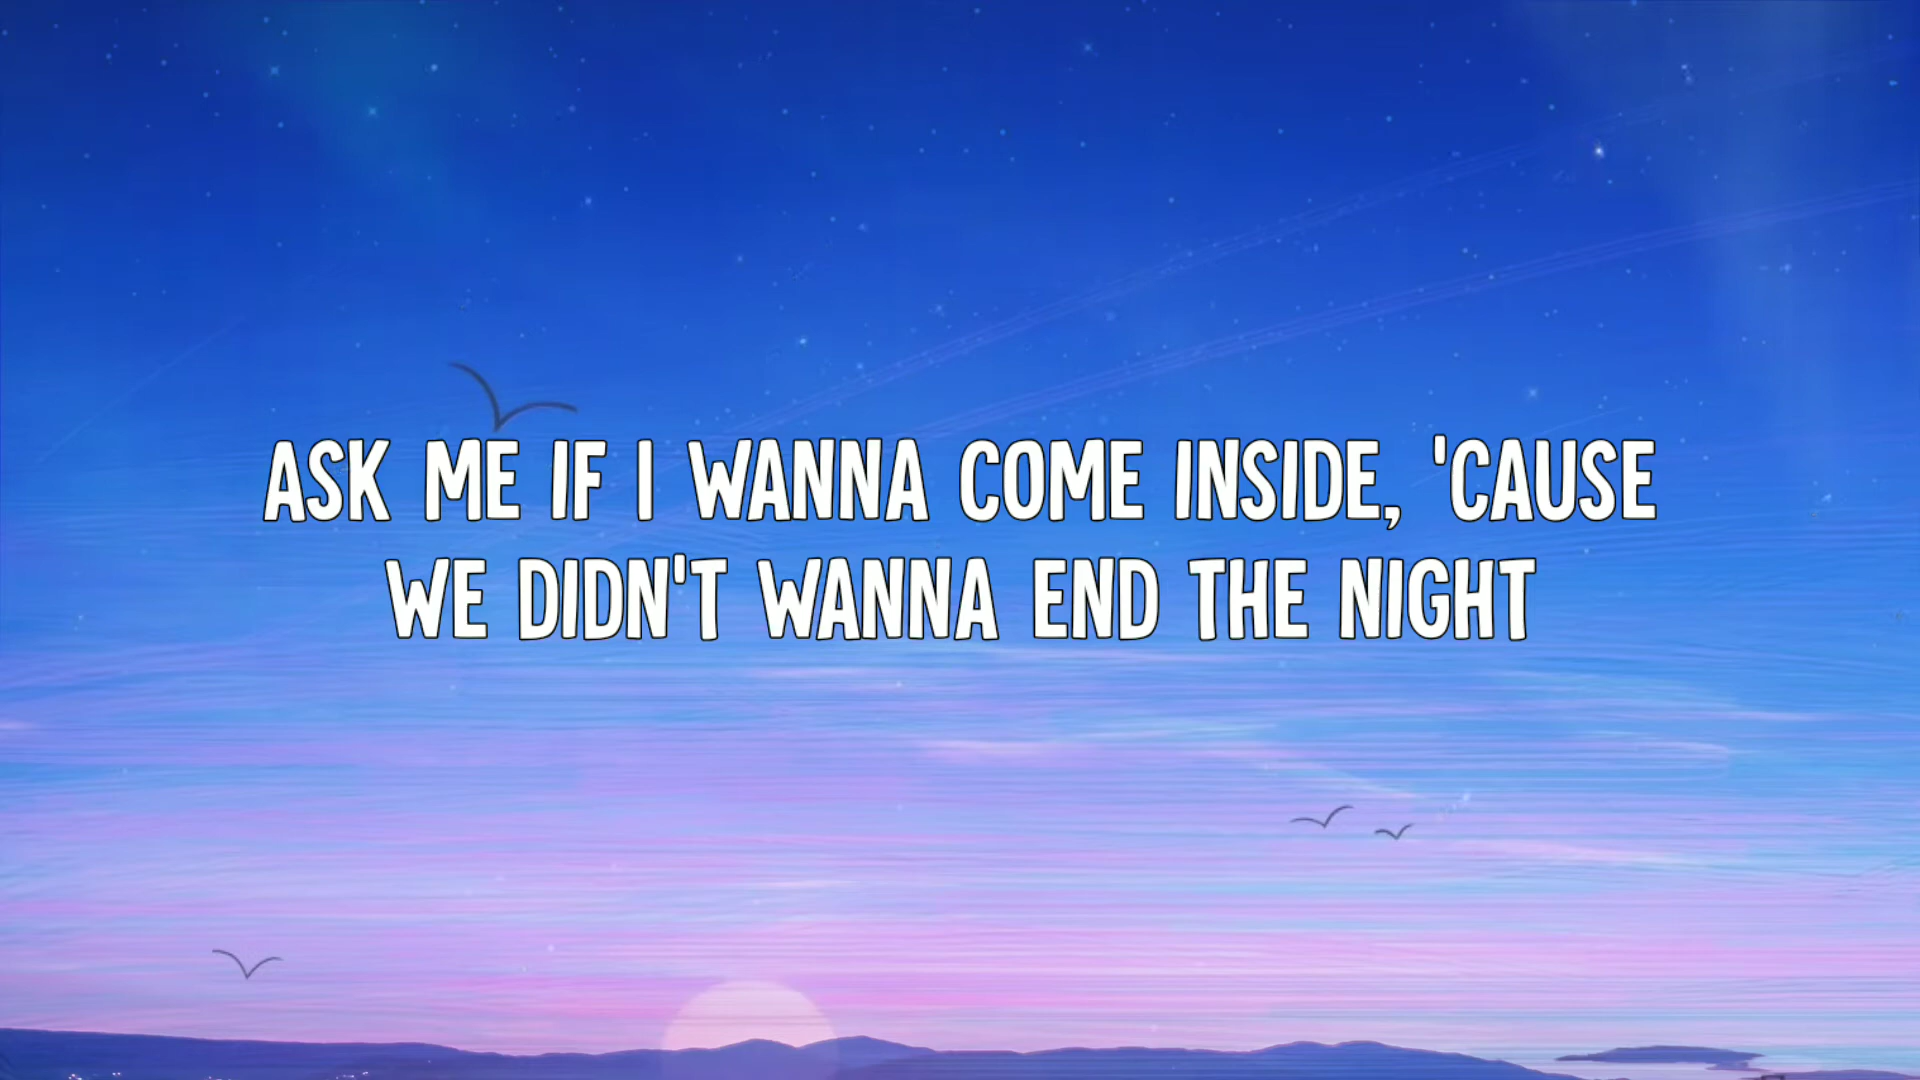 ASK ME IF I WANNA COME INSIDE, 'CAUSE
WE DIDN'T WANNA END THE NIGHT